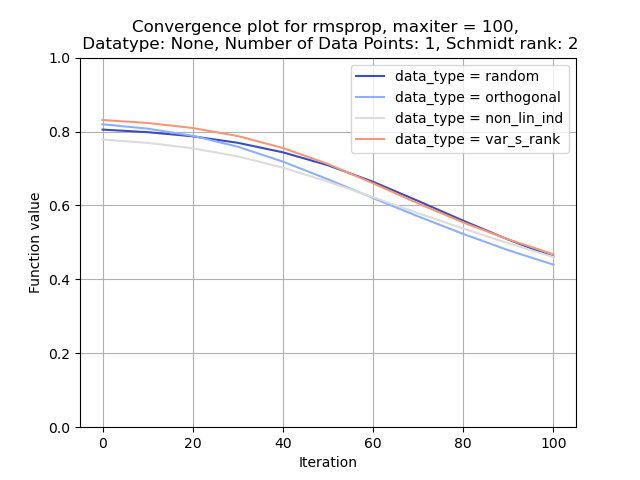 Convergence plot for rmsprop, maxiter = 100,
Datatype: None, Number of Data Points: 1, Schmidt rank: 2
data_type = random
data_type = orthogonal
data_type = non_lin_ind
data_type = var_s_rank
Function value
1.0
0.8
0.6
0.4
0.2
0.0
0 20 40 60 80 100
Iteration